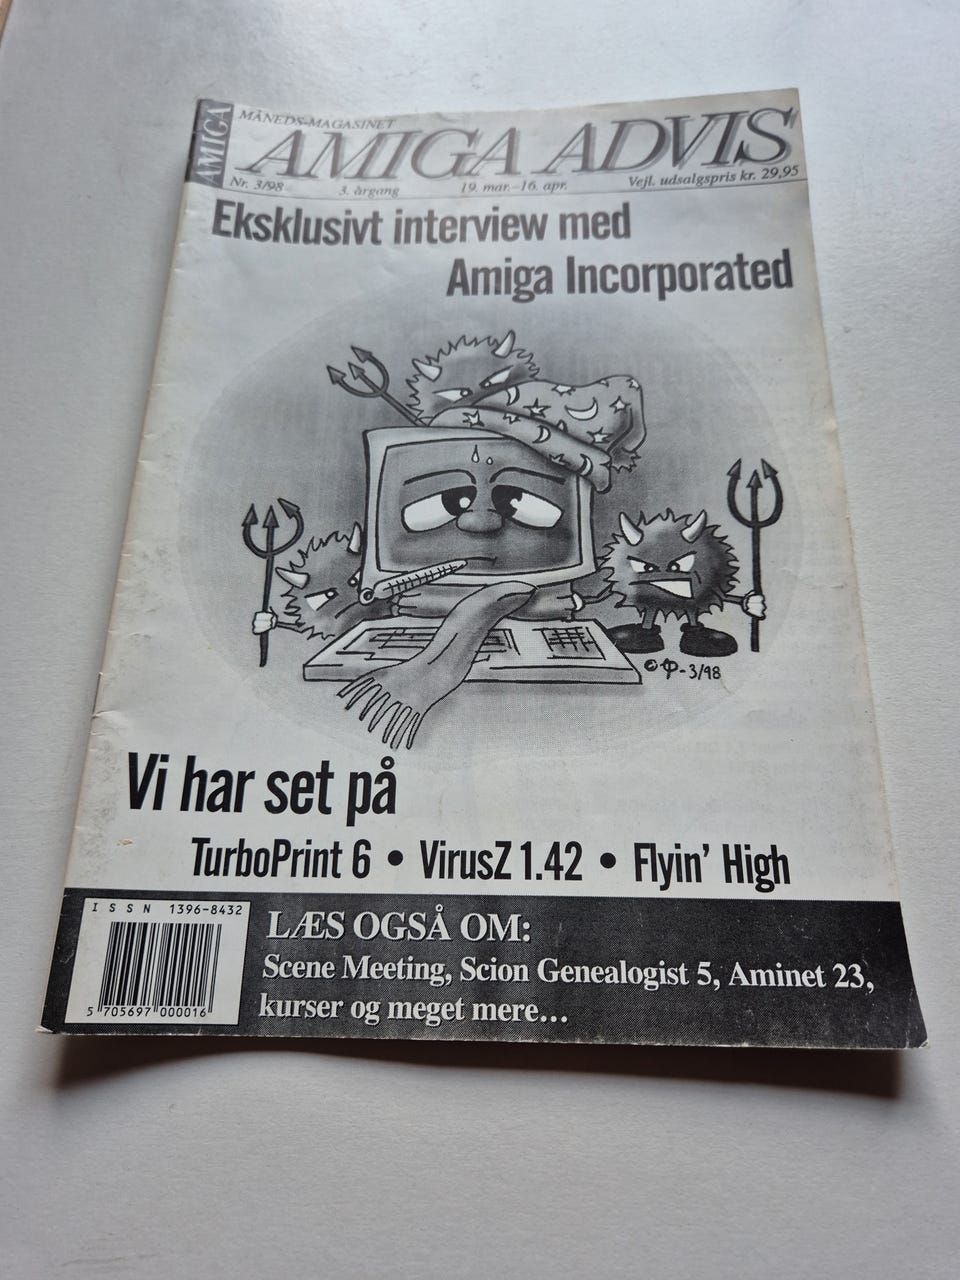 AMIGA
MÅNEDS-MAGASINET
AMIGA ADVIS
Nr. 3/98 3. årgang 19. mar.-16. apr. Vejl. udsalgspris kr. 29,95
Eksklusivt interview med
Amiga Incorporated
-3/98
Vi har set på
TurboPrint 6 • VirusZ 1.42 • Flyin' High
ISSN 1396-8432
5 705697 000016
LÆS OGSÅ OM:
Scene Meeting, Scion Genealogist 5, Aminet 23,
kurser og meget mere...